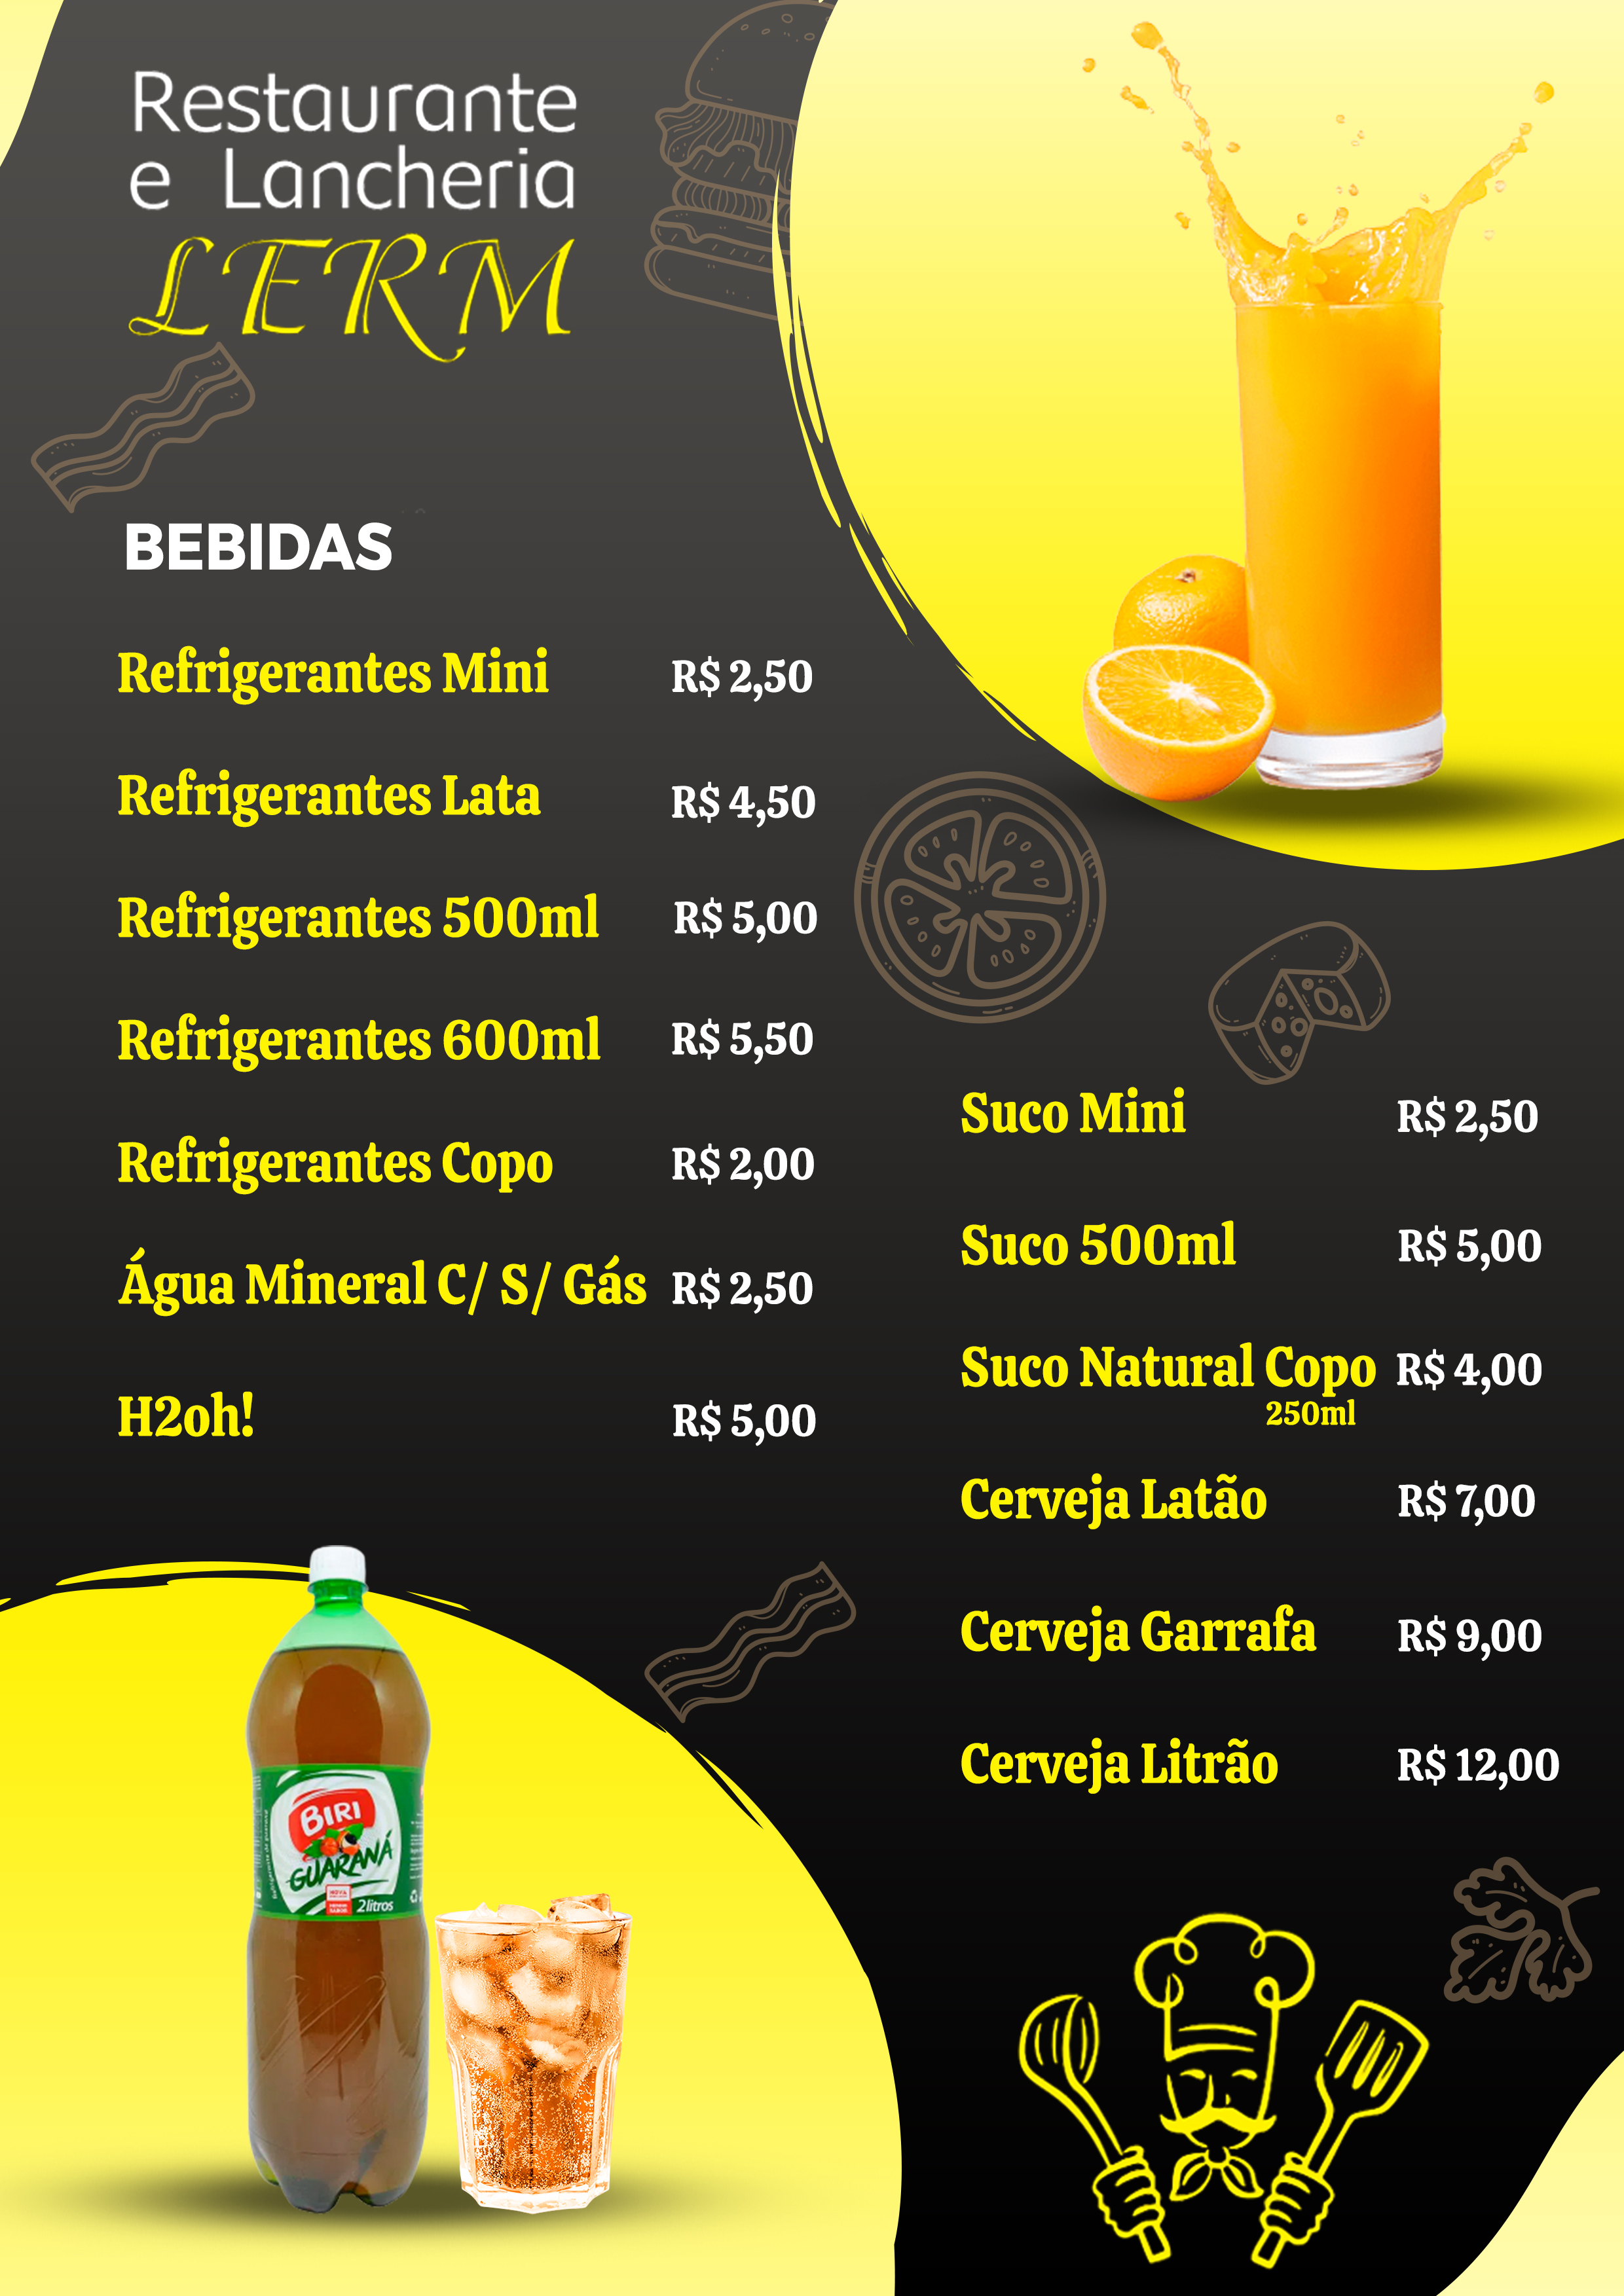 Restaurante
e Lancheria
LERM
BEBIDAS
Refrigerantes Mini R$ 2,50
Refrigerantes Lata R$ 4,50
Refrigerantes 500ml R$ 5,00
Refrigerantes 600ml R$ 5,50
Refrigerantes Copo R$ 2,00
Água Mineral C/ S/ Gás R$ 2,50
H2oh! R$ 5,00
Suco Mini R$ 2,50
Suco 500ml R$ 5,00
Suco Natural Copo R$ 4,00
250ml
Cerveja Latão R$ 7,00
Cerveja Garrafa R$ 9,00
Cerveja Litrão R$ 12,00
BIRI
GUARANÁ
2 litros